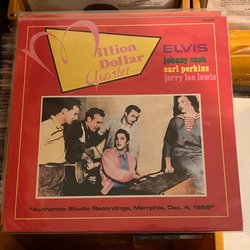 Million
Dollar
Quartet
ELVIS
johnny cash
carl perkins
jerry lee lewis
"Authentic Studio Recordings, Memphis, Dec. 4, 1956"